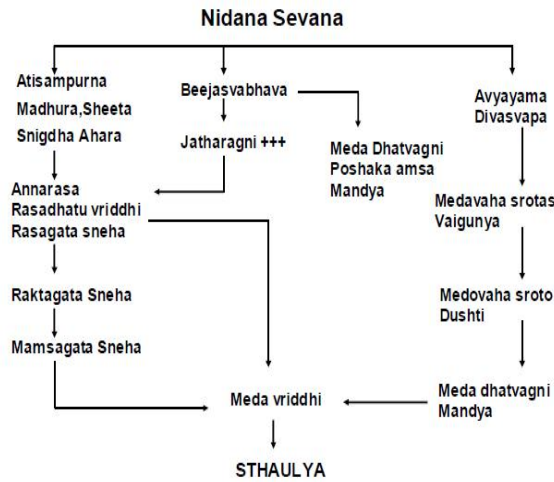 Nidana Sevana
Atisampurna
Madhura,Sheeta
Snigdha Ahara
Beejasvabhava
Avyayama
Divasvapa
Jatharagni +++
Meda Dhatvagni
Poshaka amsa
Mandya
Annarasa
Rasadhatu vriddhi
Rasagata sneha
Medavaha srotas
Vaigunya
Raktagata Sneha
Medovaha sroto
Dushti
Mamsagata Sneha
Meda vriddhi
Meda dhatvagni
Mandya
STHAULYA